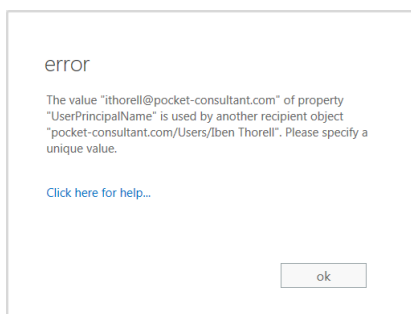 error
The value "ithorell@pocket-consultant.com" of property
"UserPrincipalName" is used by another recipient object
"pocket-consultant.com/Users/Iben Thorell". Please specify a
unique value.
Click here for help...
ok